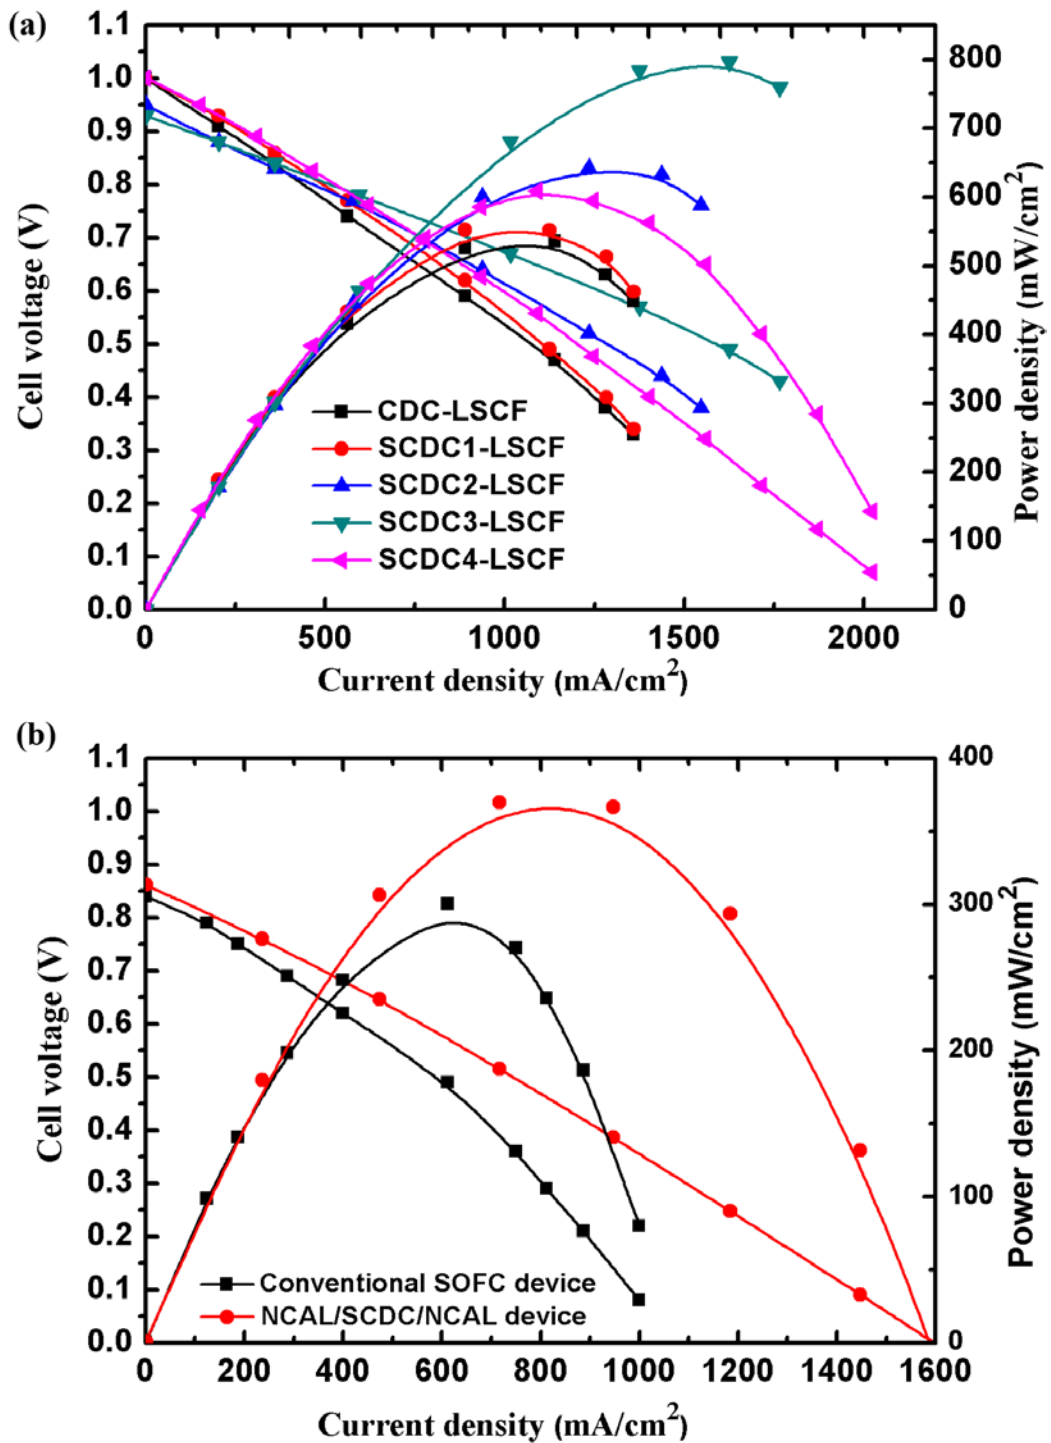 (a)
1.1
1.0
0.9
0.8
0.7
0.6
0.5
0.4
0.3
0.2
0.1
0.0
Cell voltage (V)
800
700
600
500
400
300
200
100
0
Power density (mW/cm²)
CDC-LSCF
SCDC1-LSCF
SCDC2-LSCF
SCDC3-LSCF
SCDC4-LSCF
0 500 1000 1500 2000
Current density (mA/cm²)
(b)
1.1
1.0
0.9
0.8
0.7
0.6
0.5
0.4
0.3
0.2
0.1
0.0
Cell voltage (V)
400
300
200
100
0
Power density (mW/cm²)
Conventional SOFC device
NCAL/SCDC/NCAL device
0 200 400 600 800 1000 1200 1400 1600
Current density (mA/cm²)